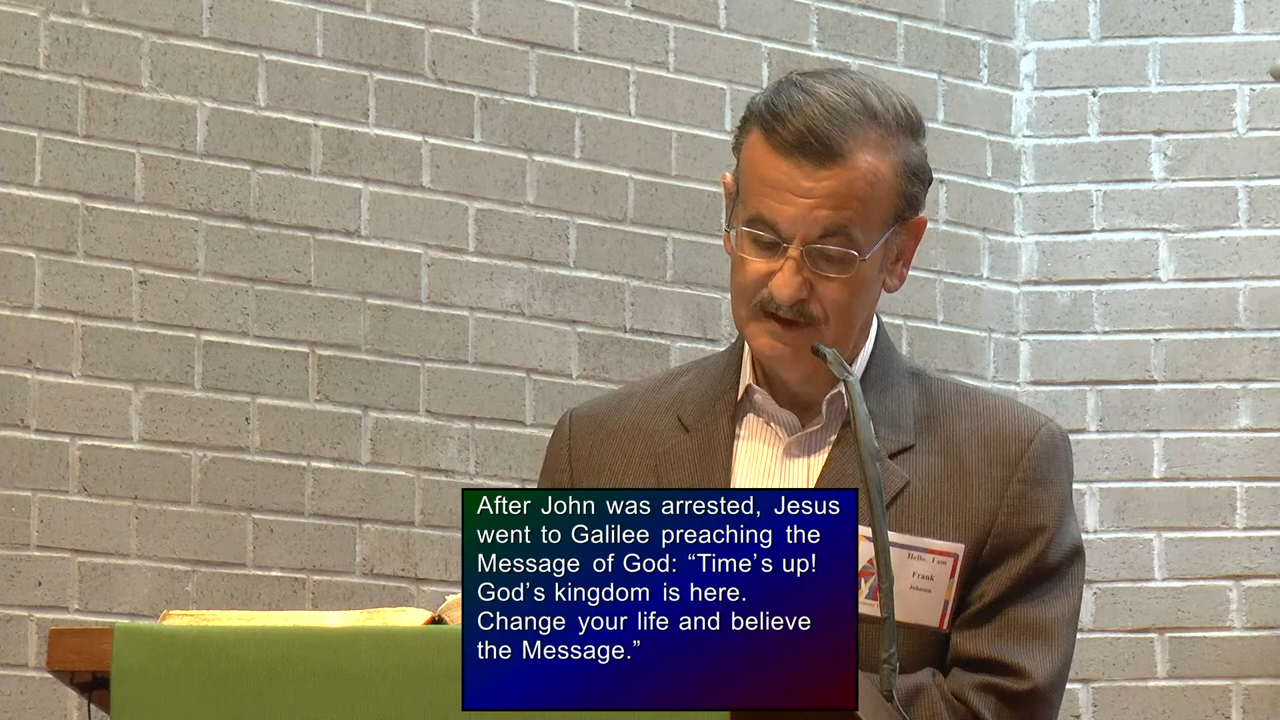 After John was arrested, Jesus
went to Galilee preaching the
Message of God: “Time’s up!
God’s kingdom is here.
Change your life and believe
the Message.”
Hello, I am
Frank
Johnson